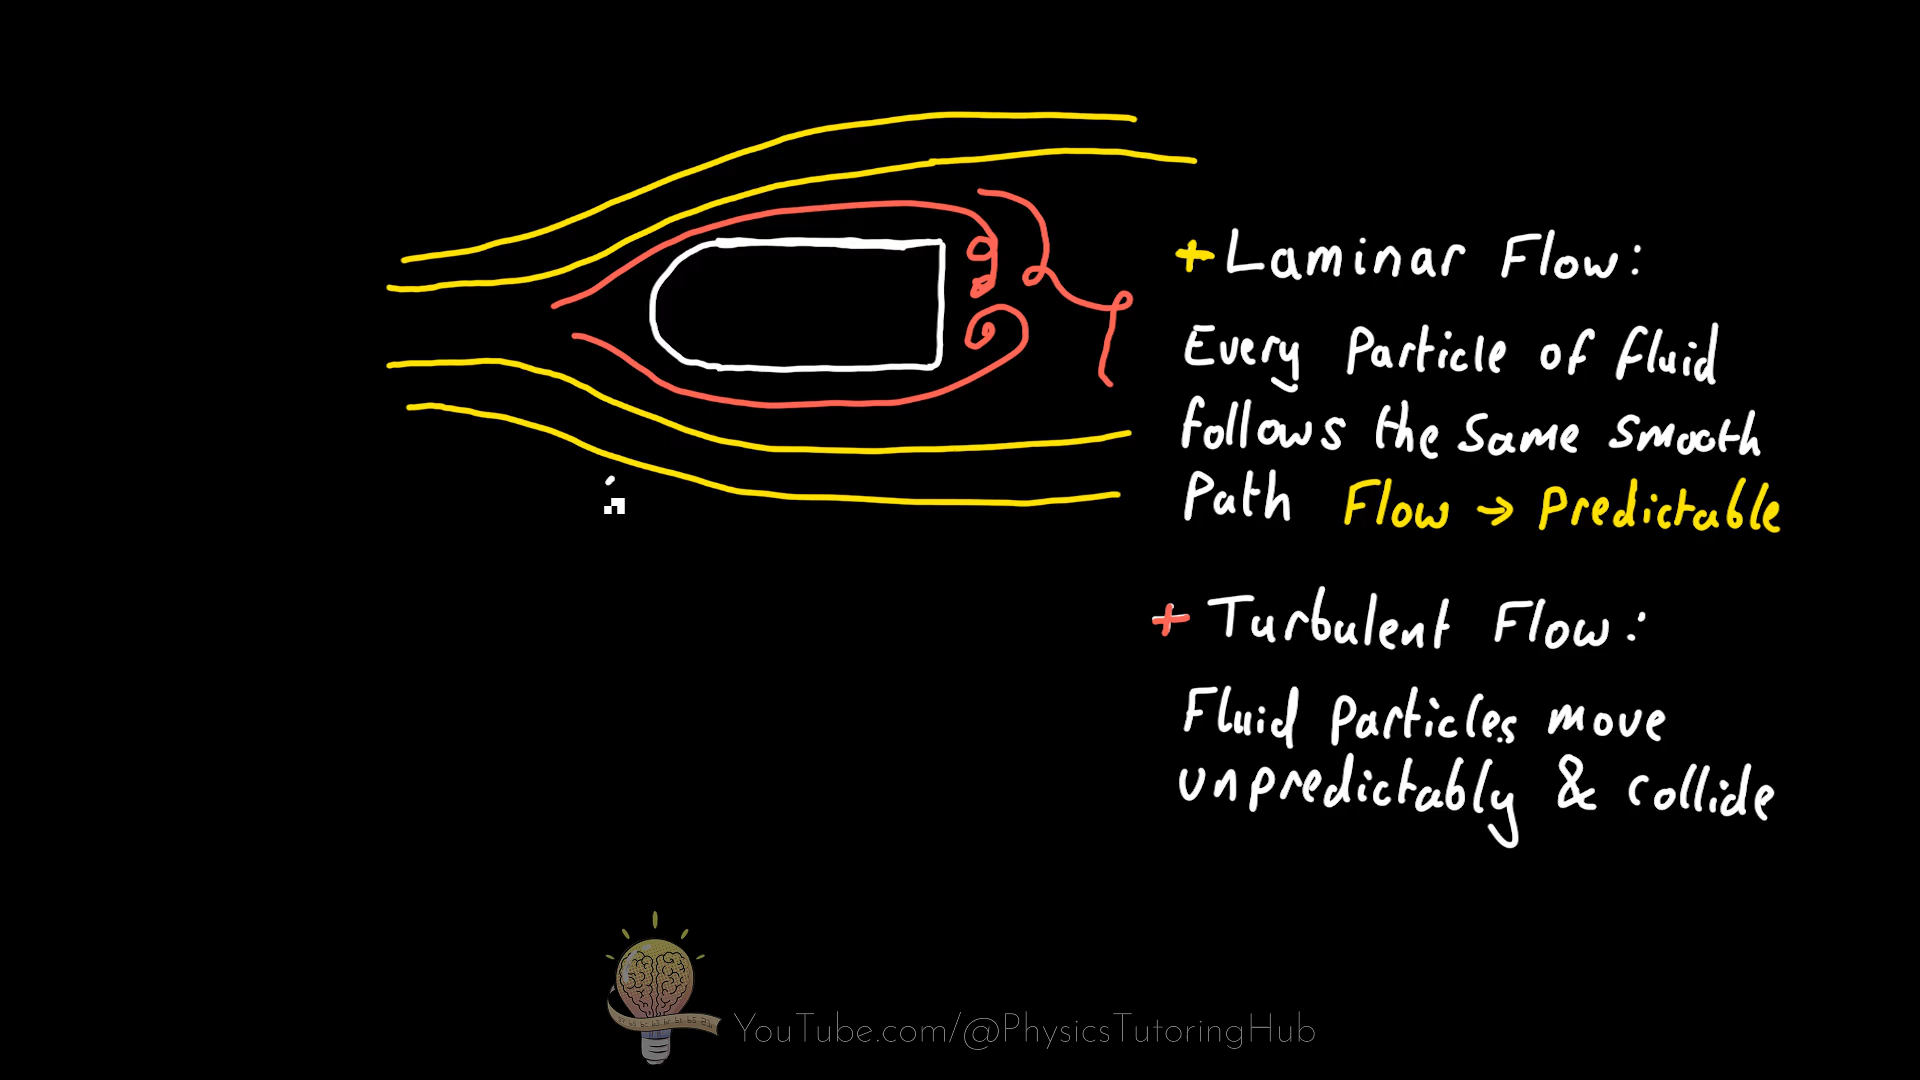 + Laminar Flow:
Every Particle of fluid
follows the same smooth
Path Flow → Predictable
+ Turbulent Flow:
Fluid Particles move
unpredictably & collide
YouTube.com/@PhysicsTutoringHub